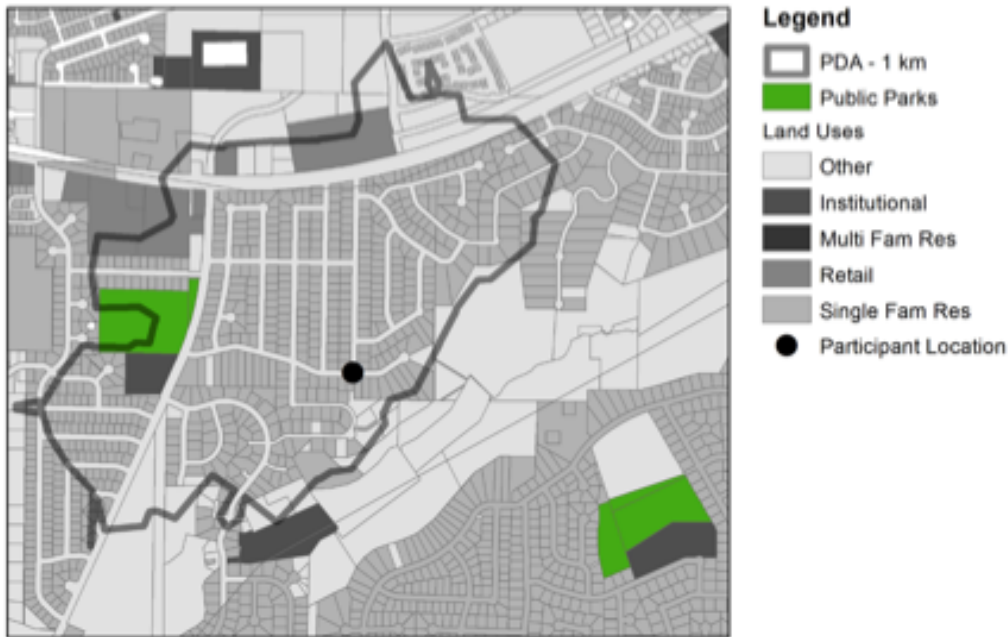 Legend
PDA - 1 km
Public Parks
Land Uses
Other
Institutional
Multi Fam Res
Retail
Single Fam Res
Participant Location